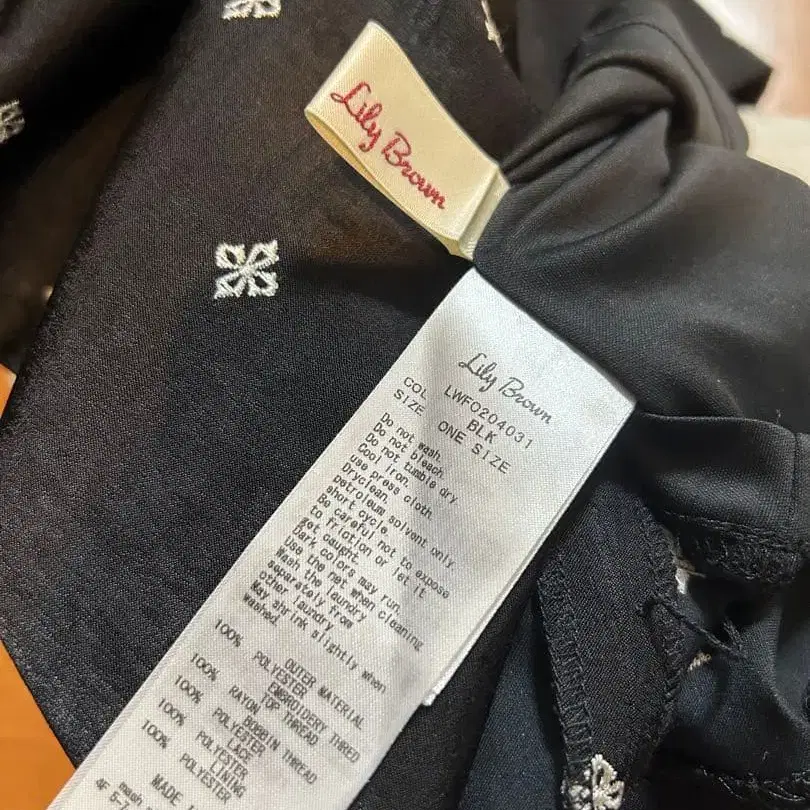 Lily Brown
Lily Brown
LWFO204031
COL BLK
SIZE ONE SIZE
Do not wash.
Do not bleach.
Do not tumble dry.
Cool iron.
use press cloth.
Dryclean.
Petroleum solvent only.
short cycle.
Be careful not to expose
to friction or let it
get caught.
Dark colors may run.
Use the net when cleaning
Wash the laundry
separately from
other laundry
May shrink slightly when
washed.
OUTER MATERIAL
100% POLYESTER
EMBROIDERY THRED
TOP THREAD
100% RAYON
BOBBIN THREAD
100% POLYESTER
LACE
100% POLYESTER
LINING
100% POLYESTER
MADE
mash
4F 5-